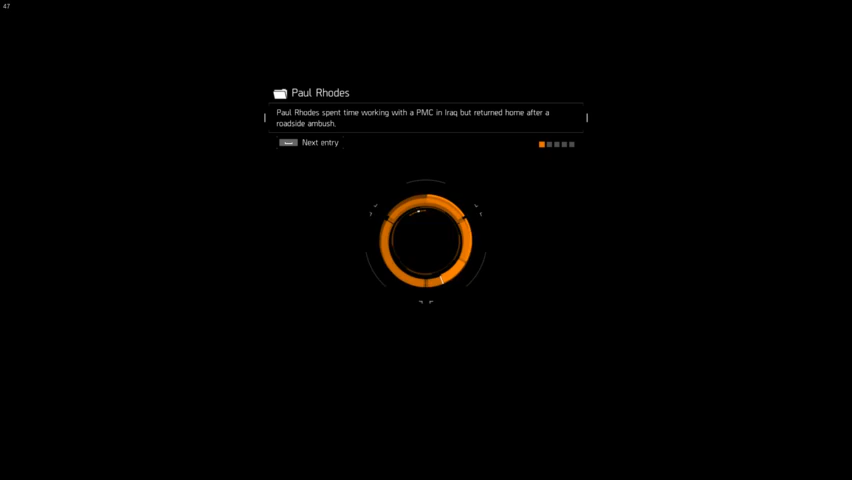 47
Paul Rhodes
Paul Rhodes spent time working with a PMC in Iraq but returned home after a
roadside ambush.
Next entry